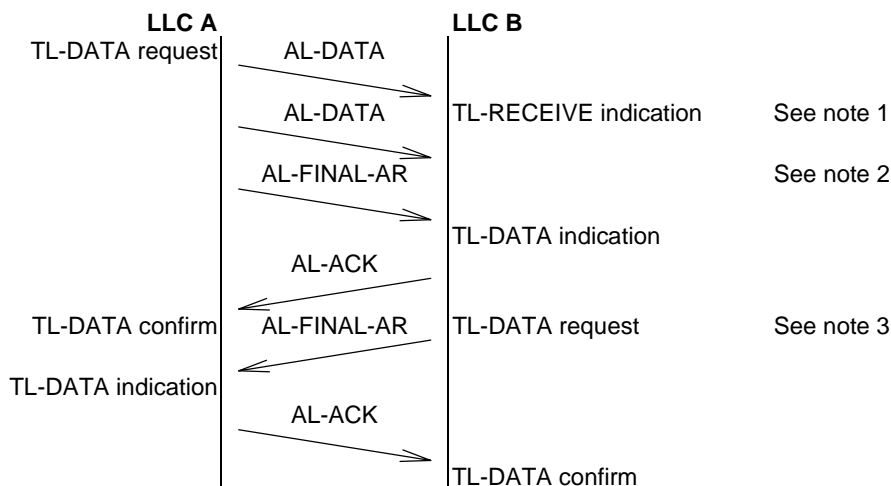 LLC A LLC B
TL-DATA request AL-DATA
AL-DATA TL-RECEIVE indication See note 1
AL-FINAL-AR See note 2
TL-DATA indication
AL-ACK
TL-DATA confirm AL-FINAL-AR TL-DATA request See note 3
TL-DATA indication
AL-ACK
TL-DATA confirm